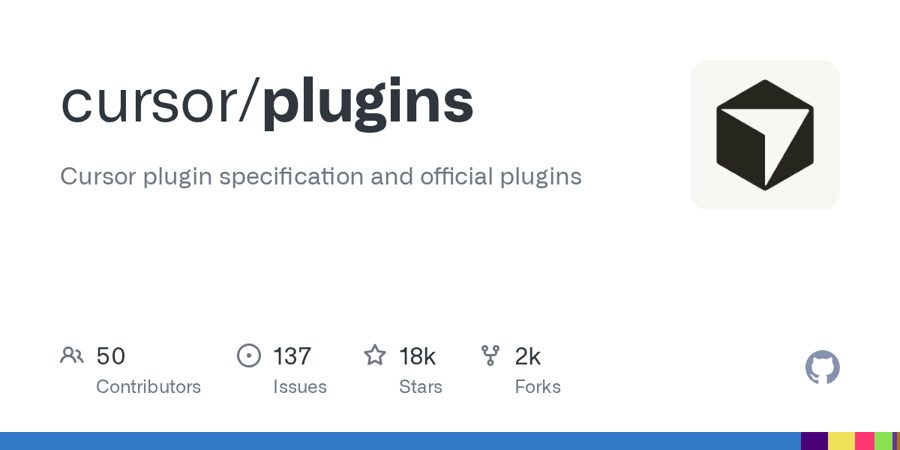 cursor/plugins
Cursor plugin specification and official plugins
50
Contributors
137
Issues
18k
Stars
2k
Forks